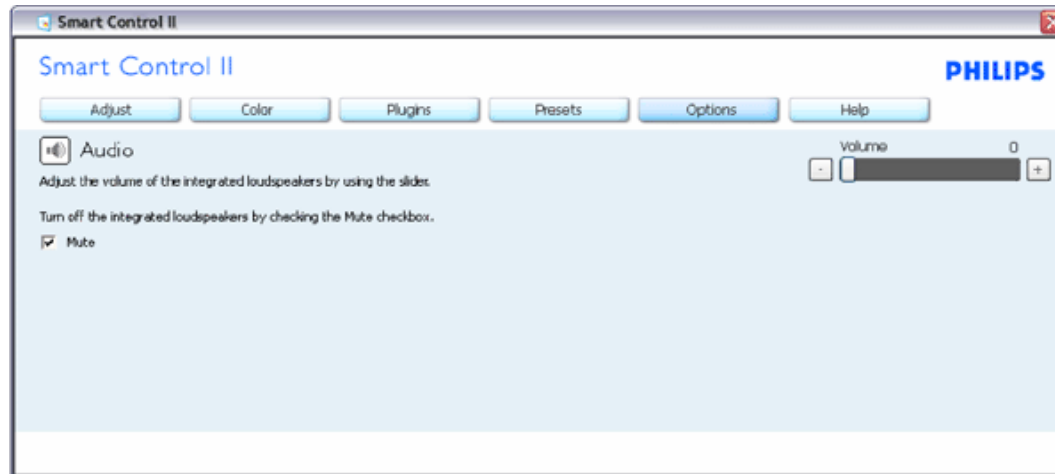 Smart Control II
Smart Control II
PHILIPS
Adjust Color Plugins Presets Options Help
Audio
Volume 0
- +
Adjust the volume of the integrated loudspeakers by using the slider.
Turn off the integrated loudspeakers by checking the Mute checkbox.
Mute